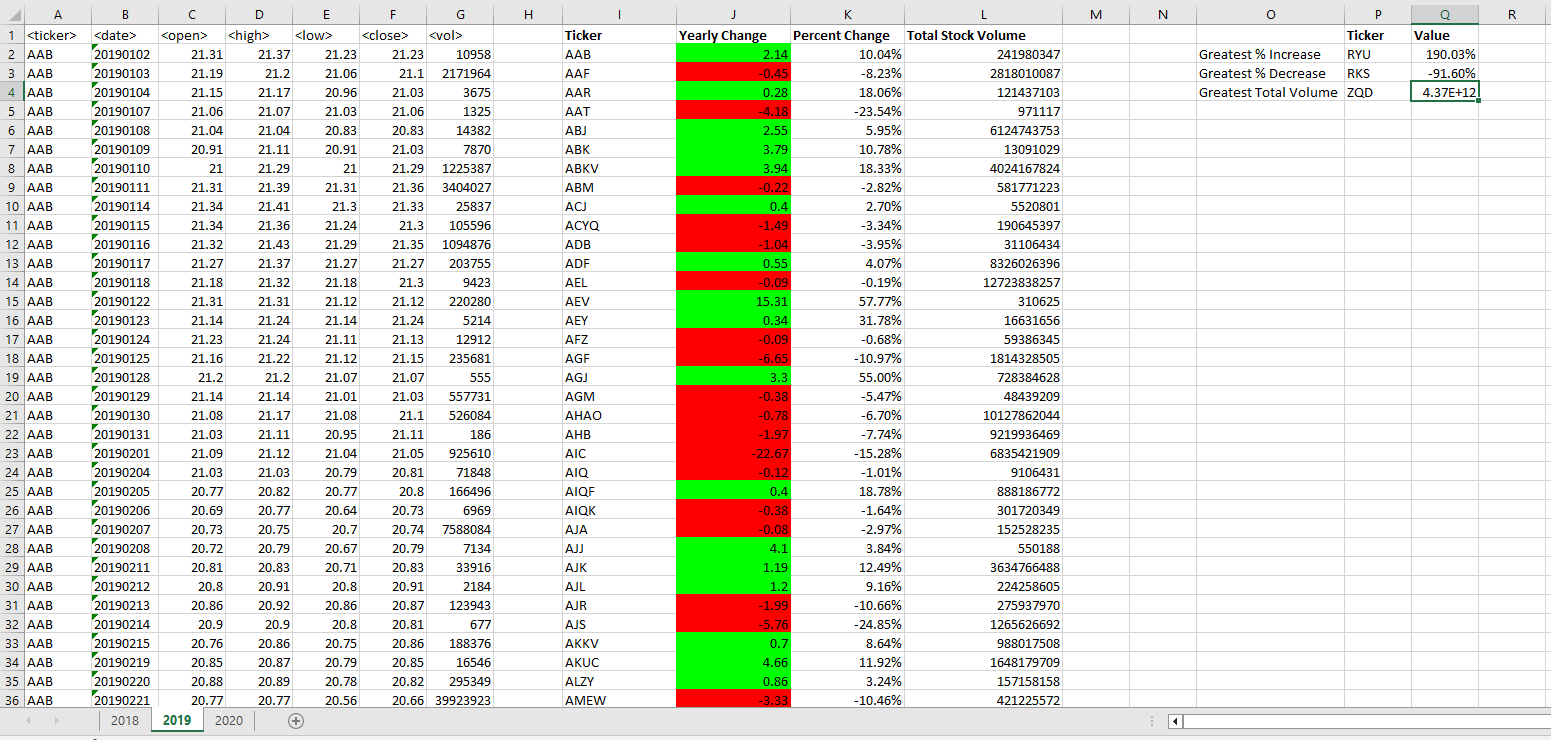 A B C D E F G H I J K L M N O P Q R
1 <ticker> <date> <open> <high> <low> <close> <vol> Ticker Yearly Change Percent Change Total Stock Volume Ticker Value
2 AAB 20190102 21.31 21.37 21.23 21.23 10958 AAB 2.14 10.04% 241980347 Greatest % Increase RYU 190.03%
3 AAB 20190103 21.19 21.2 21.06 21.1 2171964 AAF -0.45 -8.23% 2818010087 Greatest % Decrease RKS -91.60%
4 AAB 20190104 21.15 21.17 20.96 21.03 3675 AAR 0.28 18.06% 121437103 Greatest Total Volume ZQD 4.37E+12
5 AAB 20190107 21.06 21.07 21.03 21.06 1325 AAT -4.18 -23.54% 971117
6 AAB 20190108 21.04 21.04 20.83 20.83 14382 ABJ 2.55 5.95% 6124743753
7 AAB 20190109 20.91 21.11 20.91 21.03 7870 ABK 3.79 10.78% 13091029
8 AAB 20190110 21 21.29 21 21.29 1225387 ABKV 3.94 18.33% 4024167824
9 AAB 20190111 21.31 21.39 21.31 21.36 3404027 ABM -0.22 -2.82% 581771223
10 AAB 20190114 21.34 21.41 21.3 21.33 25837 ACJ 0.4 2.70% 5520801
11 AAB 20190115 21.34 21.36 21.24 21.3 105596 ACYQ -1.49 -3.34% 190645397
12 AAB 20190116 21.32 21.43 21.29 21.35 1094876 ADB -1.04 -3.95% 31106434
13 AAB 20190117 21.27 21.37 21.27 21.27 203755 ADF 0.55 4.07% 8326026396
14 AAB 20190118 21.18 21.32 21.18 21.3 9423 AEL -0.09 -0.19% 12723838257
15 AAB 20190122 21.31 21.31 21.12 21.12 220280 AEV 15.31 57.77% 310625
16 AAB 20190123 21.14 21.24 21.14 21.24 5214 AEY 0.34 31.78% 16631656
17 AAB 20190124 21.23 21.24 21.11 21.13 12912 AFZ -0.09 -0.68% 59386345
18 AAB 20190125 21.16 21.22 21.12 21.15 235681 AGF -6.65 -10.97% 1814328505
19 AAB 20190128 21.2 21.2 21.07 21.07 555 AGJ 3.3 55.00% 728384628
20 AAB 20190129 21.14 21.14 21.01 21.03 557731 AGM -0.38 -5.47% 48439209
21 AAB 20190130 21.08 21.17 21.08 21.1 526084 AHAO -0.78 -6.70% 10127862044
22 AAB 20190131 21.03 21.11 20.95 21.11 186 AHB -1.97 -7.74% 9219936469
23 AAB 20190201 21.09 21.12 21.04 21.05 925610 AIC -22.67 -15.28% 6835421909
24 AAB 20190204 21.03 21.03 20.79 20.81 71848 AIQ -0.12 -1.01% 9106431
25 AAB 20190205 20.77 20.82 20.77 20.8 166496 AIQF 0.4 18.78% 888186772
26 AAB 20190206 20.69 20.77 20.64 20.73 6969 AIQK -0.38 -1.64% 301720349
27 AAB 20190207 20.73 20.75 20.7 20.74 7588084 AJA -0.08 -2.97% 152528235
28 AAB 20190208 20.72 20.79 20.67 20.79 7134 AJJ 4.1 3.84% 550188
29 AAB 20190211 20.81 20.83 20.71 20.83 33916 AJK 1.19 12.49% 3634766488
30 AAB 20190212 20.8 20.91 20.8 20.91 2184 AJL 1.2 9.16% 224258605
31 AAB 20190213 20.86 20.92 20.86 20.87 123943 AJR -1.99 -10.66% 275937970
32 AAB 20190214 20.9 20.9 20.8 20.81 677 AJS -5.76 -24.85% 1265626692
33 AAB 20190215 20.76 20.86 20.75 20.86 188376 AKKV 0.7 8.64% 988017508
34 AAB 20190219 20.85 20.87 20.79 20.85 16546 AKUC 4.66 11.92% 1648179709
35 AAB 20190220 20.88 20.89 20.78 20.82 295349 ALZY 0.86 3.24% 157158158
36 AAB 20190221 20.77 20.77 20.56 20.66 39923923 AMEW -3.33 -10.46% 421225572
2018 2019 2020